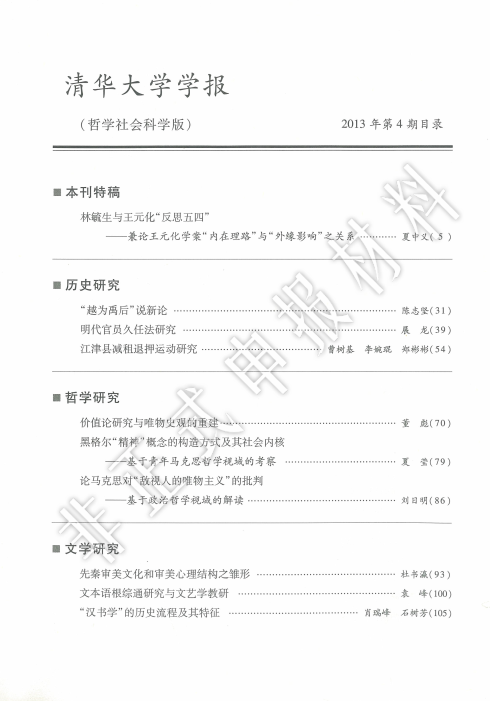 清华大学学报
（哲学社会科学版） 2013 年第 4 期目录
■ 本刊特稿
林毓生与王元化“反思五四”
——兼论王元化学案“内在理路”与“外缘影响”之关系 ………… 夏中义( 5 )
■ 历史研究
“越为禹后”说新论 ………… 陈志坚(31)
明代官员久任法研究 ………… 展 龙(39)
江津县减租退押运动研究 ………… 曹树基 李婉琨 郑彬彬(54)
■ 哲学研究
价值论研究与唯物史观的重建 ………… 董 彪(70)
黑格尔“精神”概念的构造方式及其社会内核
——基于青年马克思哲学视域的考察 ………… 夏 莹(79)
论马克思对“敌视人的唯物主义”的批判
——基于政治哲学视域的解读 ………… 刘日明(86)
■ 文学研究
先秦审美文化和审美心理结构之雏形 ………… 杜书瀛(93)
文本语根综通研究与文艺学教研 ………… 袁 峰(100)
“汉书学”的历史流程及其特征 ………… 肖瑞峰 石树芳(105)
非正式申报材料